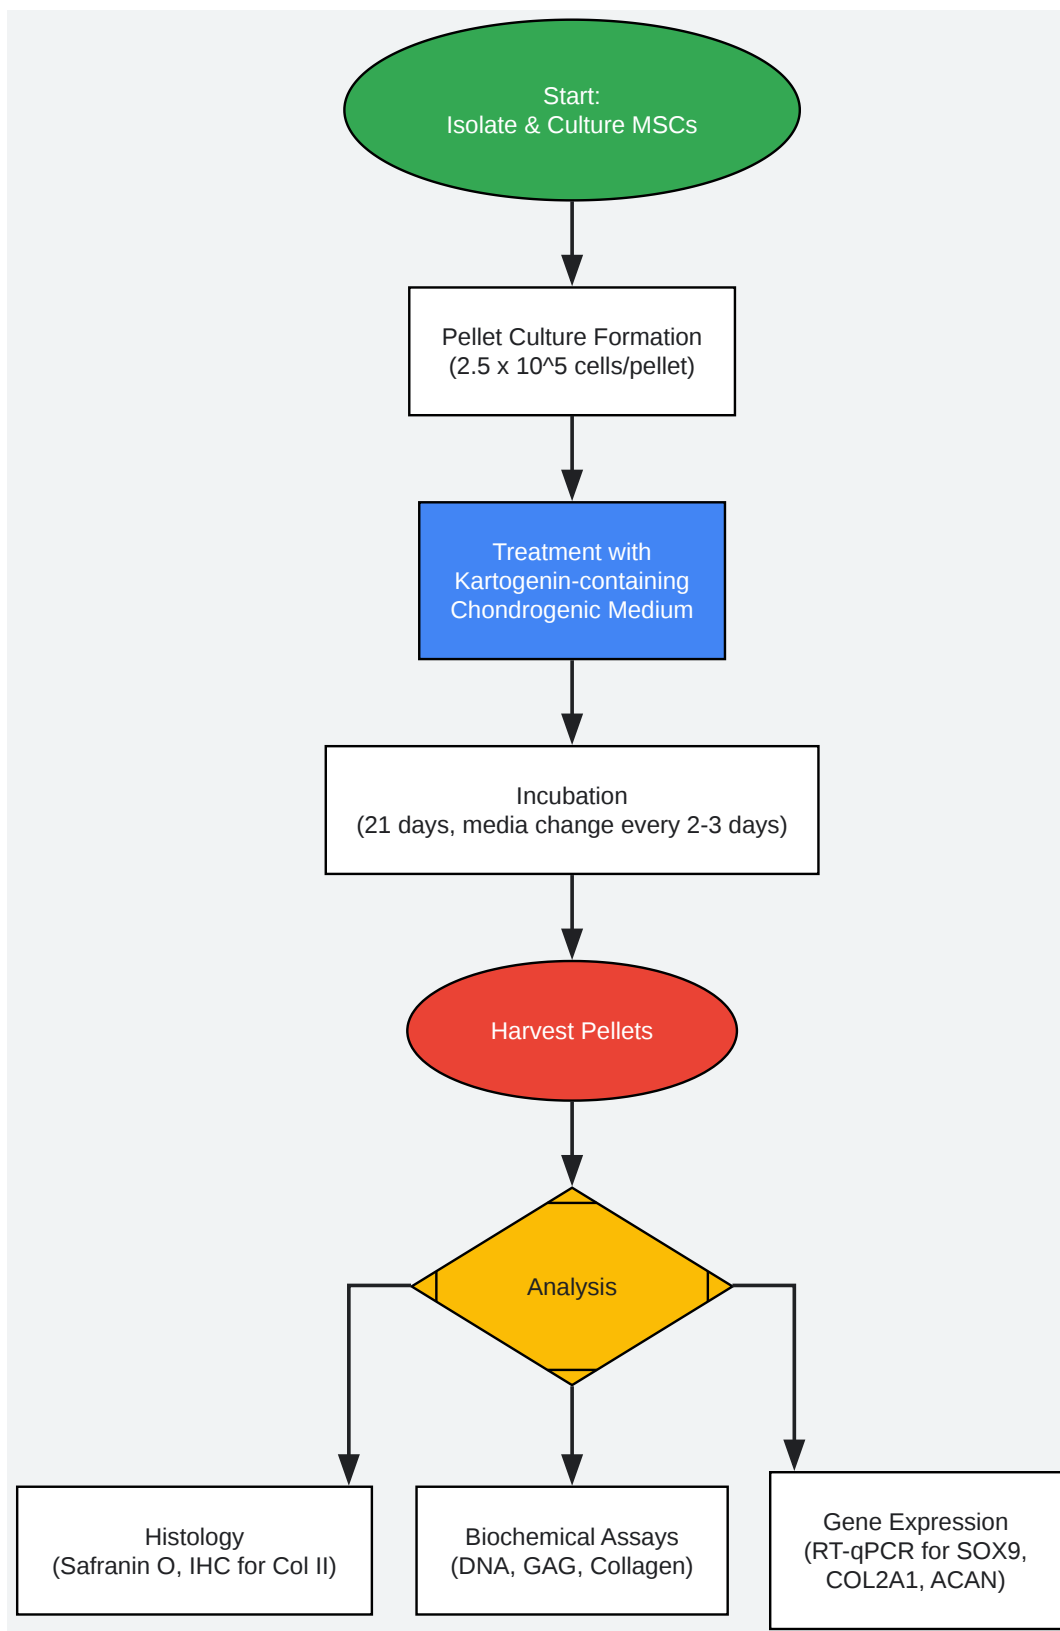 Start:
Isolate & Culture MSCs
Pellet Culture Formation
(2.5 x 10^5 cells/pellet)
Treatment with
Kartogenin-containing
Chondrogenic Medium
Incubation
(21 days, media change every 2-3 days)
Harvest Pellets
Analysis
Histology
(Safranin O, IHC for Col II)
Biochemical Assays
(DNA, GAG, Collagen)
Gene Expression
(RT-qPCR for SOX9,
COL2A1, ACAN)